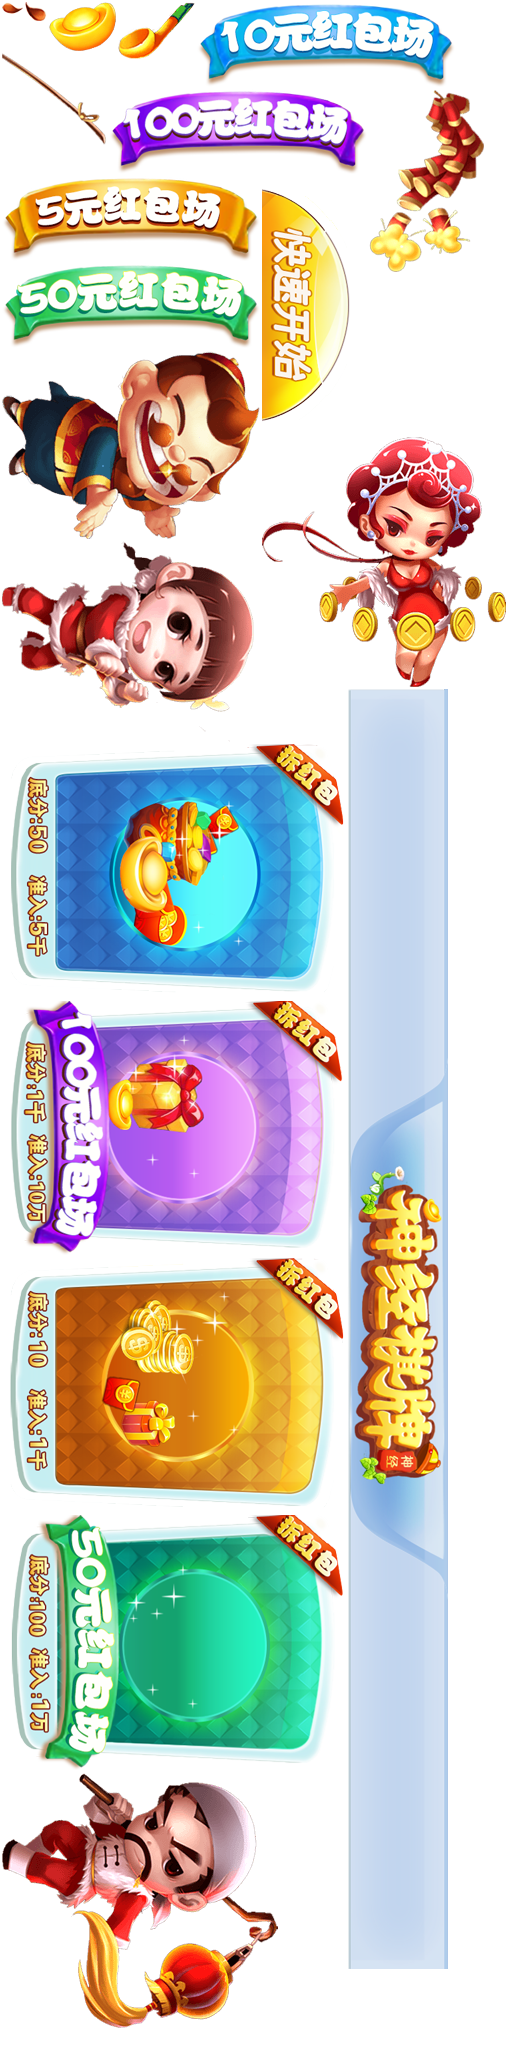 10元红包场
100元红包场
5元红包场
50元红包场
快速开始
拆红包
底分:50 准入:5千
拆红包
100元红包场
底分:1千 准入:10万
神经棋牌
神经
拆红包
底分:10 准入:1千
拆红包
50元红包场
底分:100 准入:1万